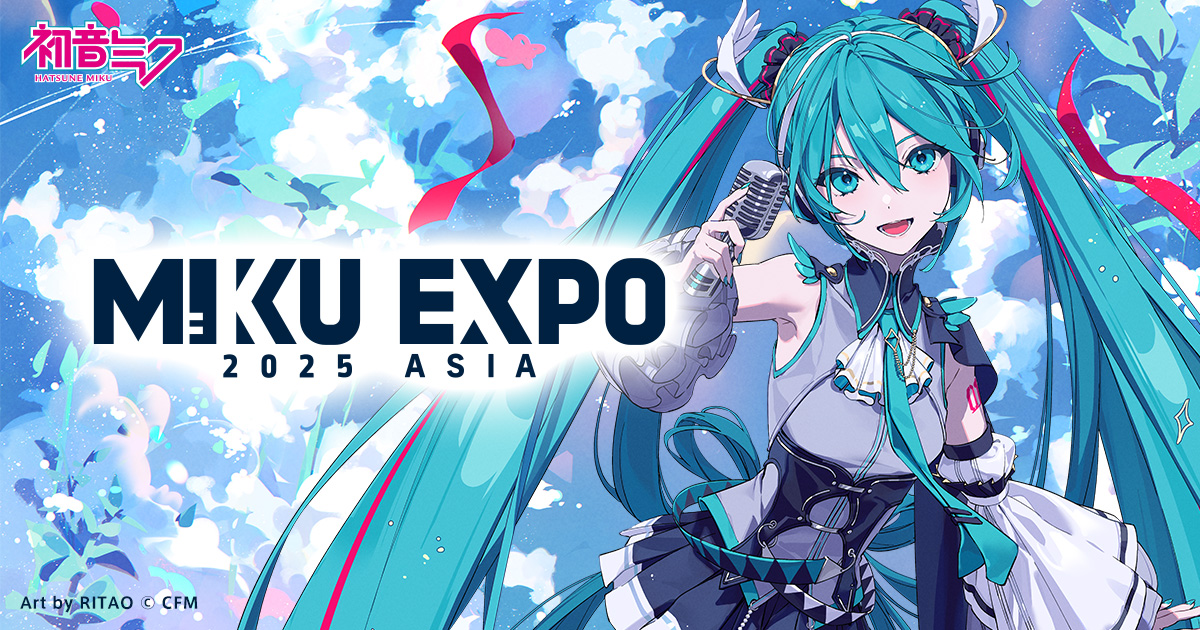 初音ミク
HATSUNE MIKU
MIKU EXPO
2025 ASIA
Art by RITAO © CFM